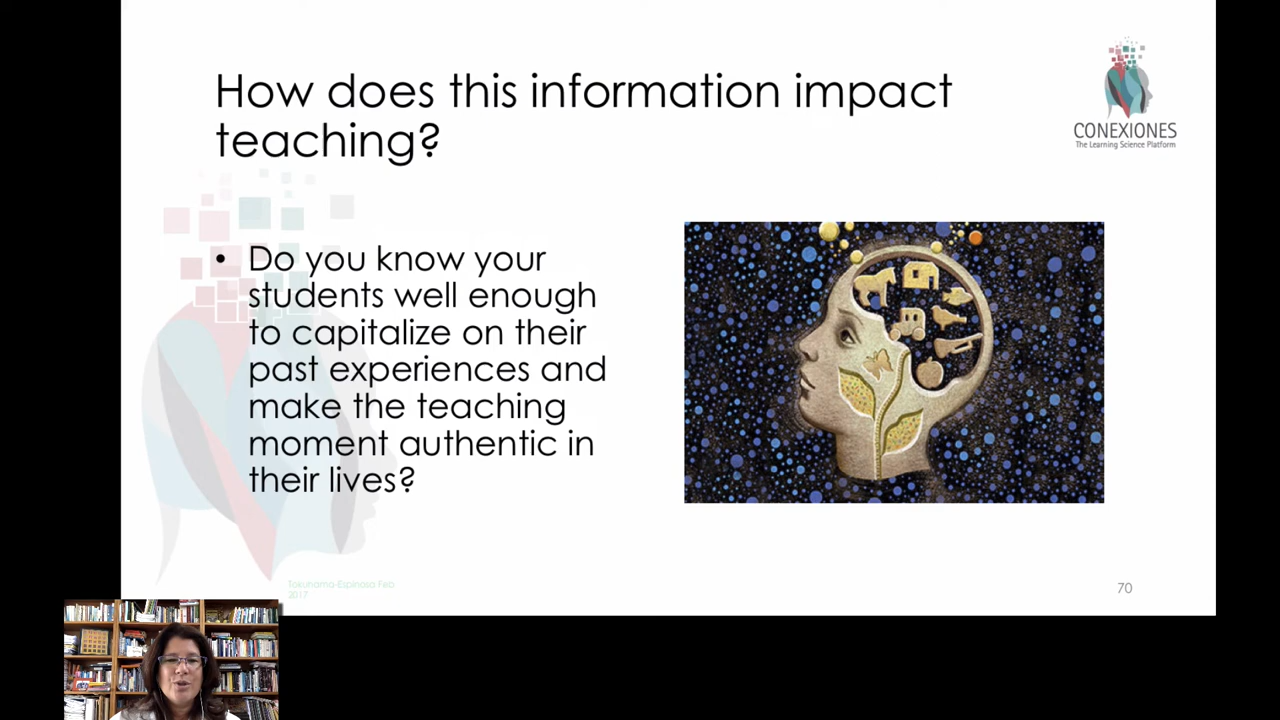 How does this information impact
teaching?
CONEXIONES
The Learning Science Platform
• Do you know your
students well enough
to capitalize on their
past experiences and
make the teaching
moment authentic in
their lives?
2017
70